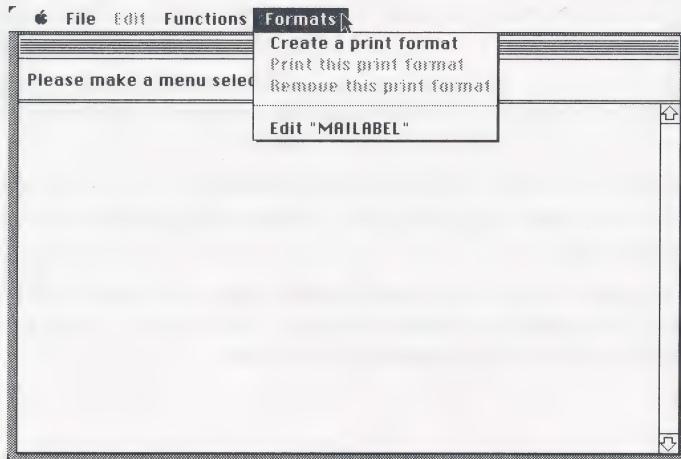 File Edit Functions Formats
Create a print format
Print this print format
Remove this print format
Please make a menu selec
Edit "MAILABEL"